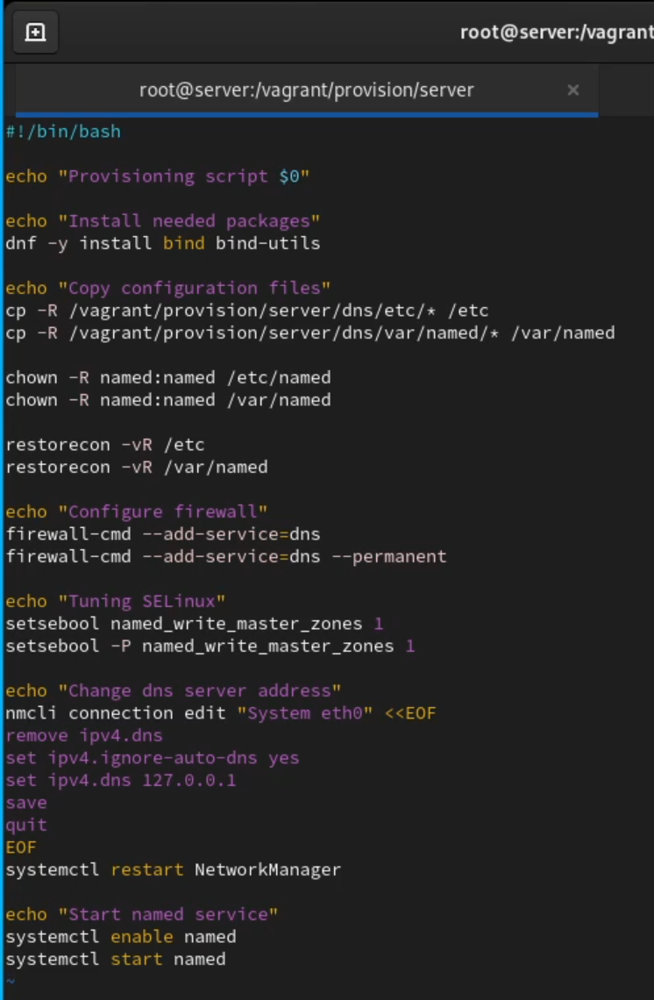 root@server:/vagrant
root@server:/vagrant/provision/server
#!/bin/bash
echo "Provisioning script $0"
echo "Install needed packages"
dnf -y install bind bind-utils
echo "Copy configuration files"
cp -R /vagrant/provision/server/dns/etc/* /etc
cp -R /vagrant/provision/server/dns/var/named/* /var/named
chown -R named:named /etc/named
chown -R named:named /var/named
restorecon -vR /etc
restorecon -vR /var/named
echo "Configure firewall"
firewall-cmd --add-service=dns
firewall-cmd --add-service=dns --permanent
echo "Tuning SELinux"
setsebool named_write_master_zones 1
setsebool -P named_write_master_zones 1
echo "Change dns server address"
nmcli connection edit "System eth0" <<EOF
remove ipv4.dns
set ipv4.ignore-auto-dns yes
set ipv4.dns 127.0.0.1
save
quit
EOF
systemctl restart NetworkManager
echo "Start named service"
systemctl enable named
systemctl start named
~